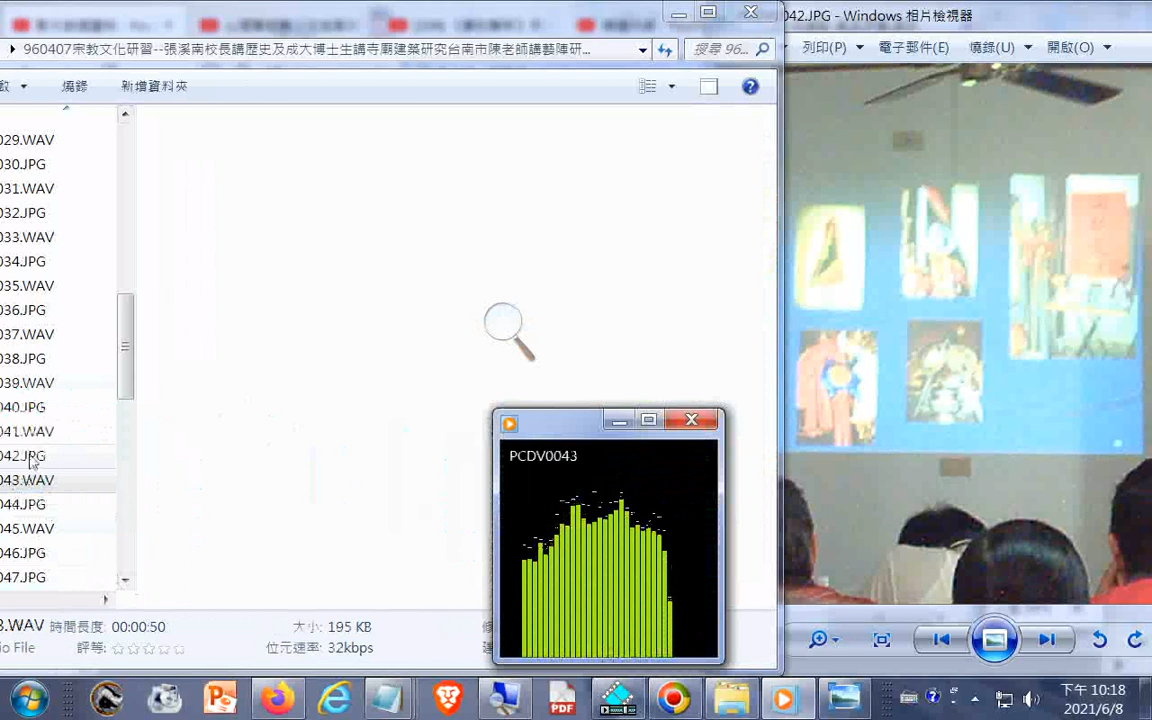 042.JPG - Windows 相片檢視器
960407宗教文化研習--張溪南校長講歷史及成大博士生講寺廟建築研究台南市陳老師講藝陣研...
搜尋 96...
列印(P) 電子郵件(E) 燒錄(U) 開啟(O)
燒錄 新增資料夾
029.WAV
030.JPG
031.WAV
032.JPG
033.WAV
034.JPG
035.WAV
036.JPG
037.WAV
038.JPG
039.WAV
040.JPG
041.WAV
042.JPG
043.WAV
044.JPG
045.WAV
046.JPG
047.JPG
PCDV0043
3.WAV 時間長度: 00:00:50 大小: 195 KB
io File 評等: 位元速率: 32kbps
PDF
下午 10:18
2021/6/8